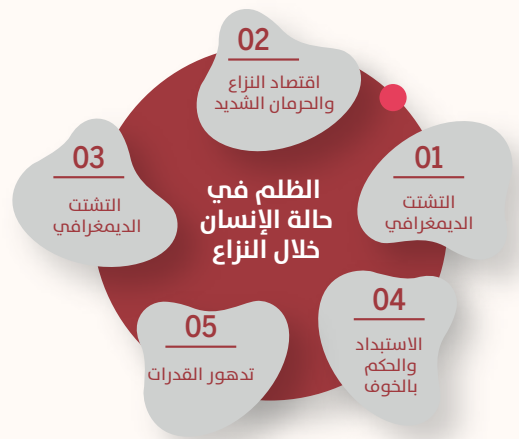 02
اقتصاد النزاع
والحرمان الشديد
01
التشتت
الديمغرافي
03
التشتت
الديمغرافي
الظلم في
حالة الإنسان
خلال النزاع
04
الاستبداد
والحكم
بالخوف
05
تدهور القدرات